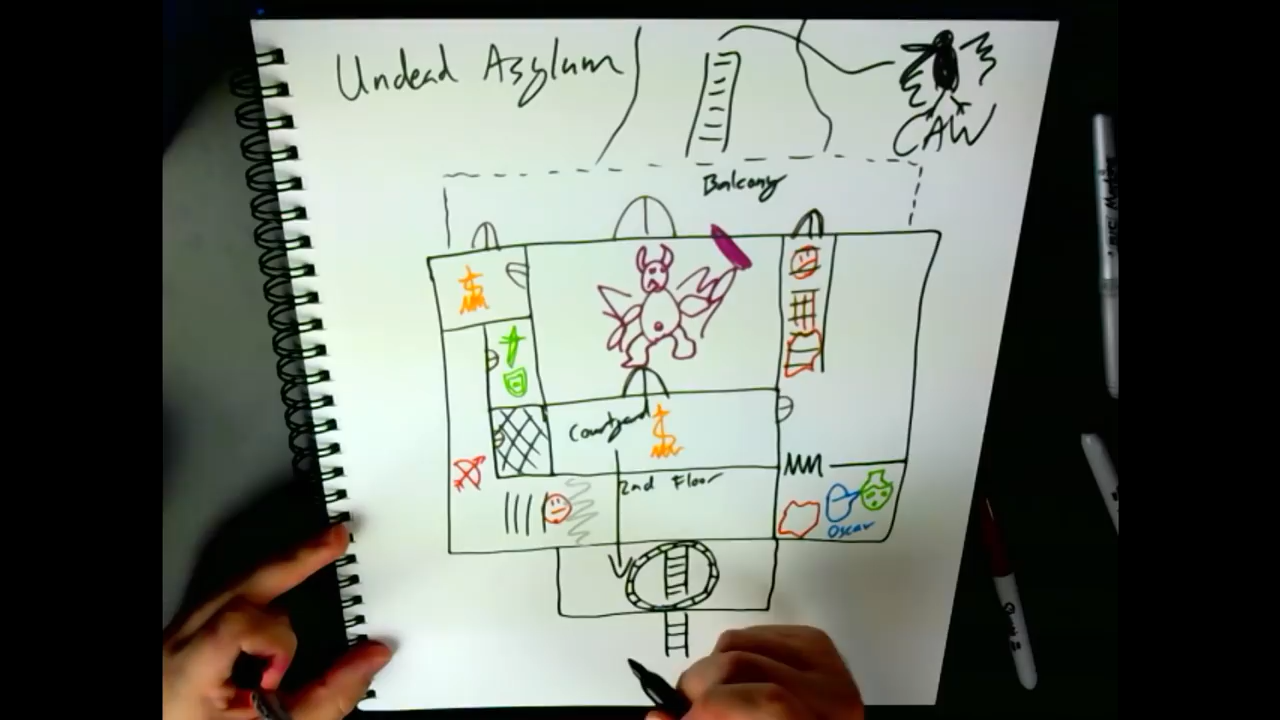 Undead Asylum
CAW
Balcony
Courtyard
2nd Floor
Oscar